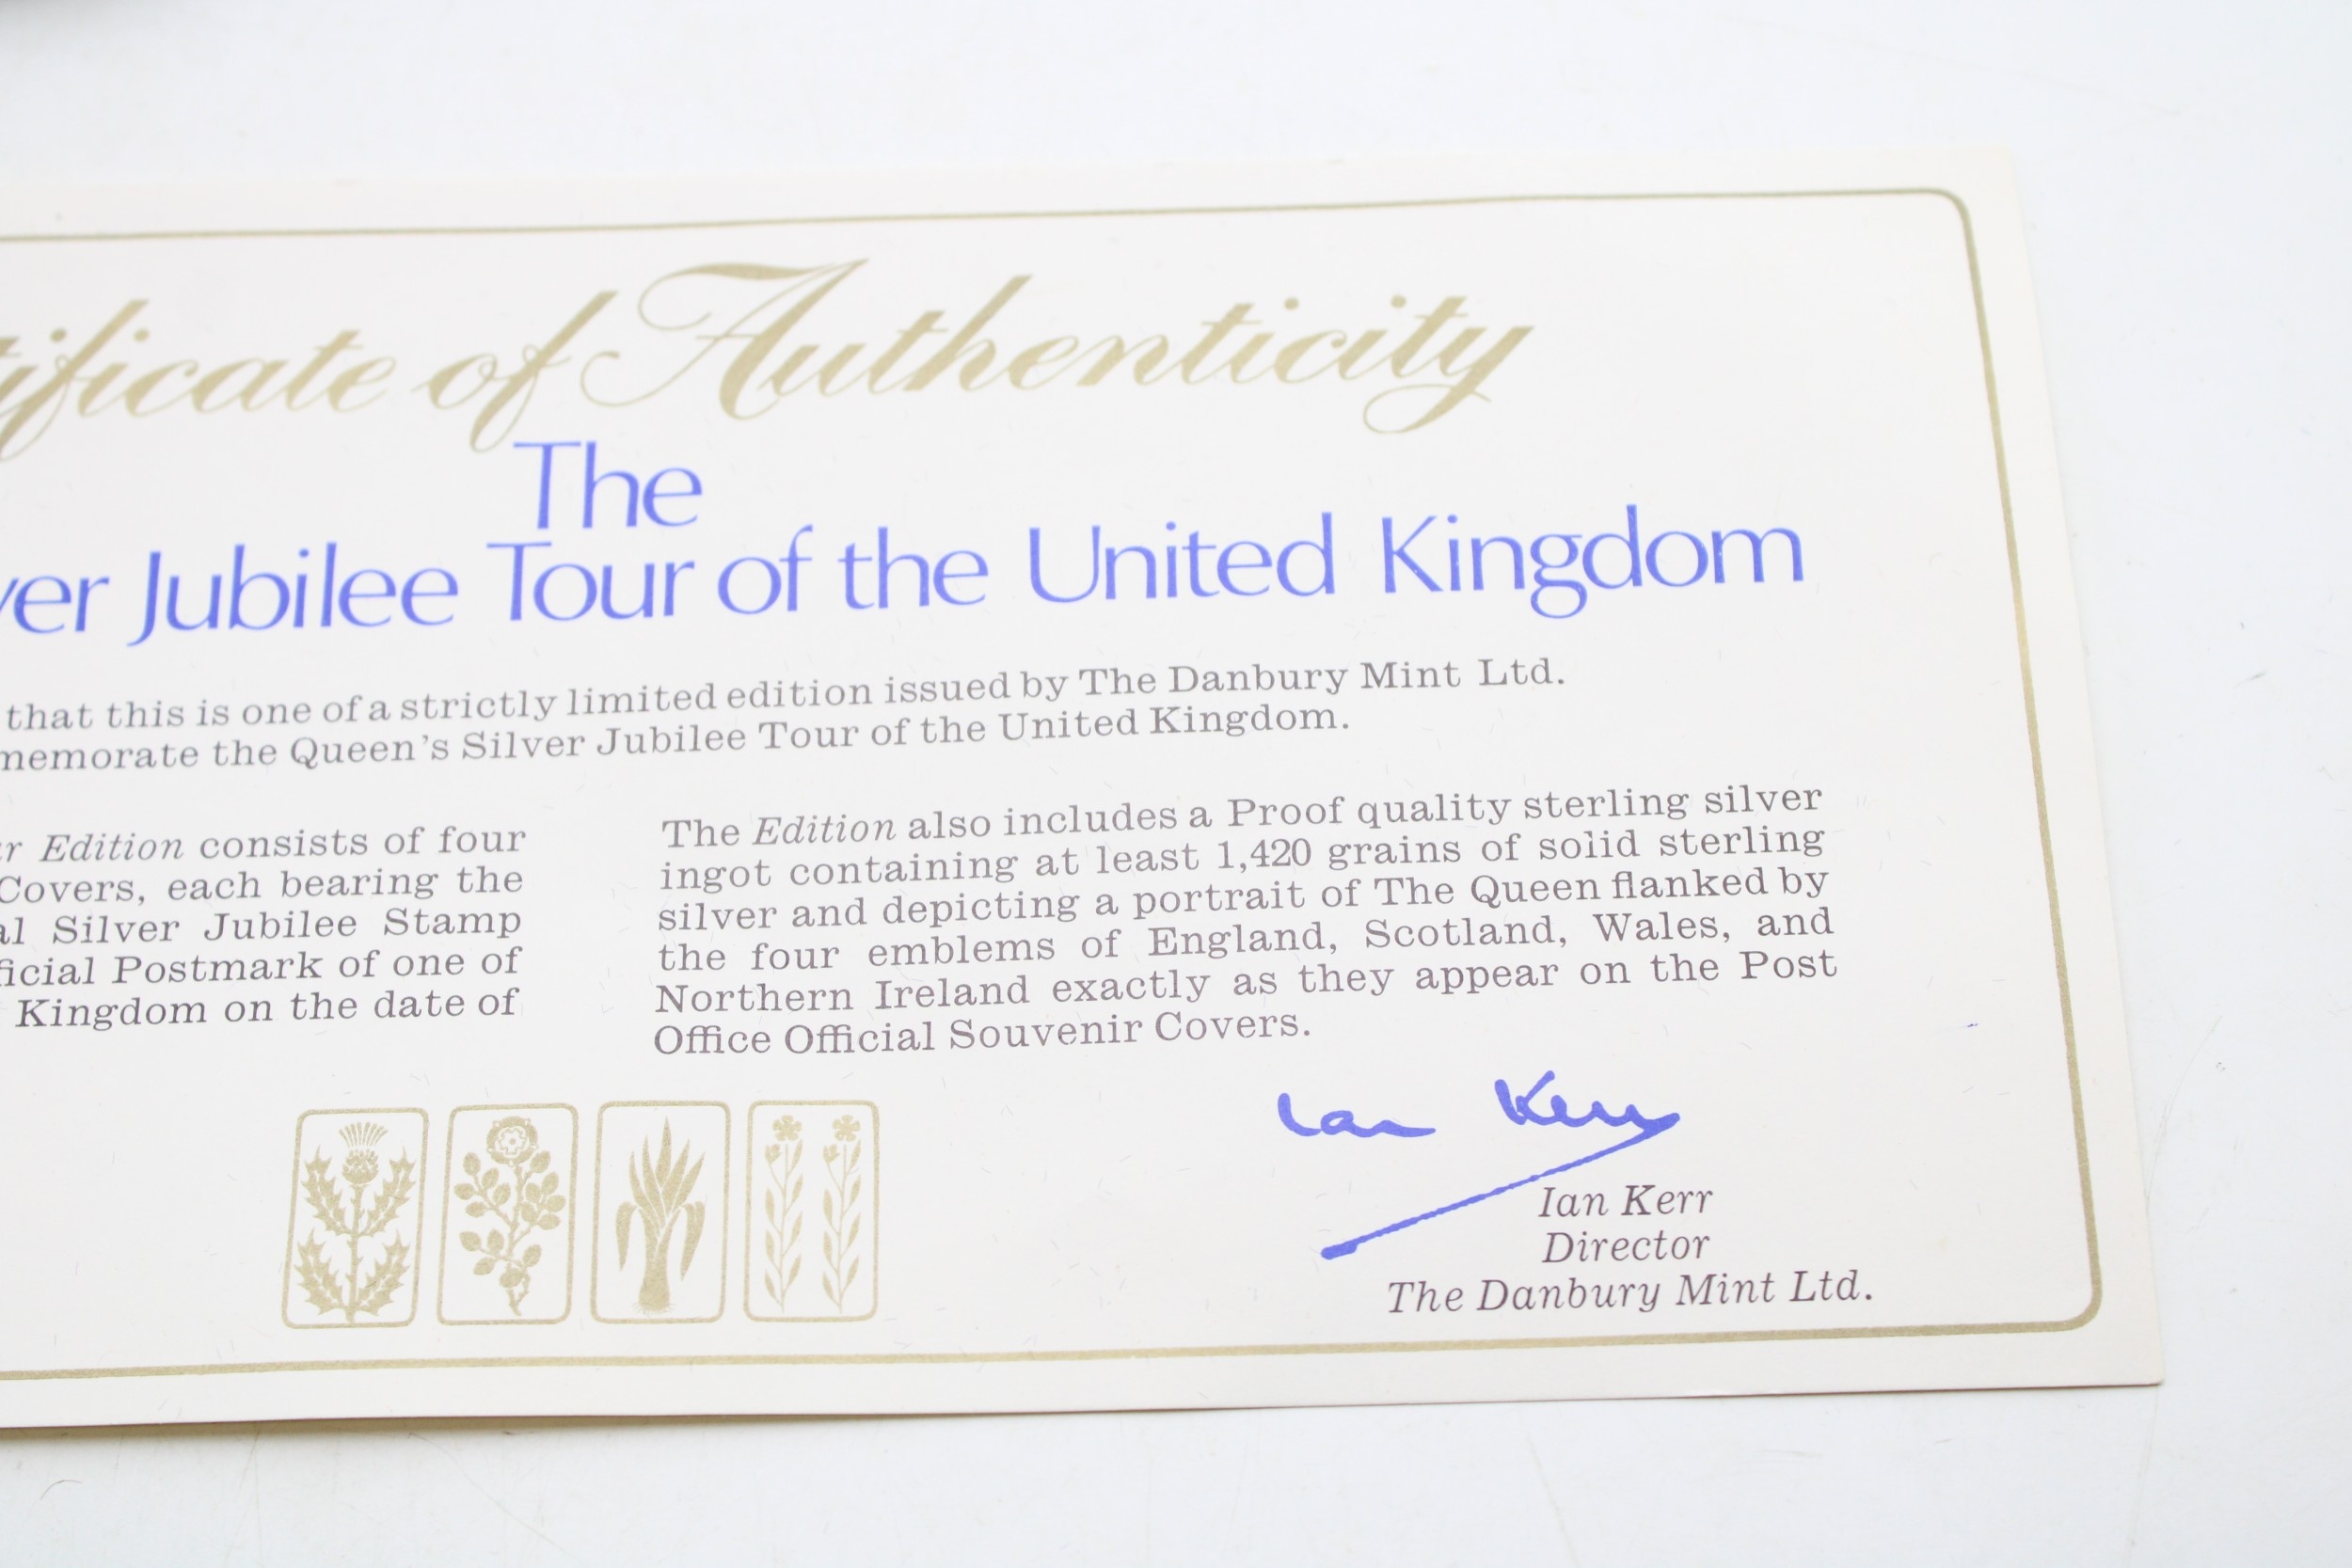 tificate of Authenticity
The
ver Jubilee Tour of the United Kingdom
that this is one of a strictly limited edition issued by The Danbury Mint Ltd.
memorate the Queen's Silver Jubilee Tour of the United Kingdom.
r Edition consists of four
Covers, each bearing the
al Silver Jubilee Stamp
ficial Postmark of one of
Kingdom on the date of
The Edition also includes a Proof quality sterling silver
ingot containing at least 1,420 grains of solid sterling
silver and depicting a portrait of The Queen flanked by
the four emblems of England, Scotland, Wales, and
Northern Ireland exactly as they appear on the Post
Office Official Souvenir Covers.
Ian Kerr
Ian Kerr
Director
The Danbury Mint Ltd.